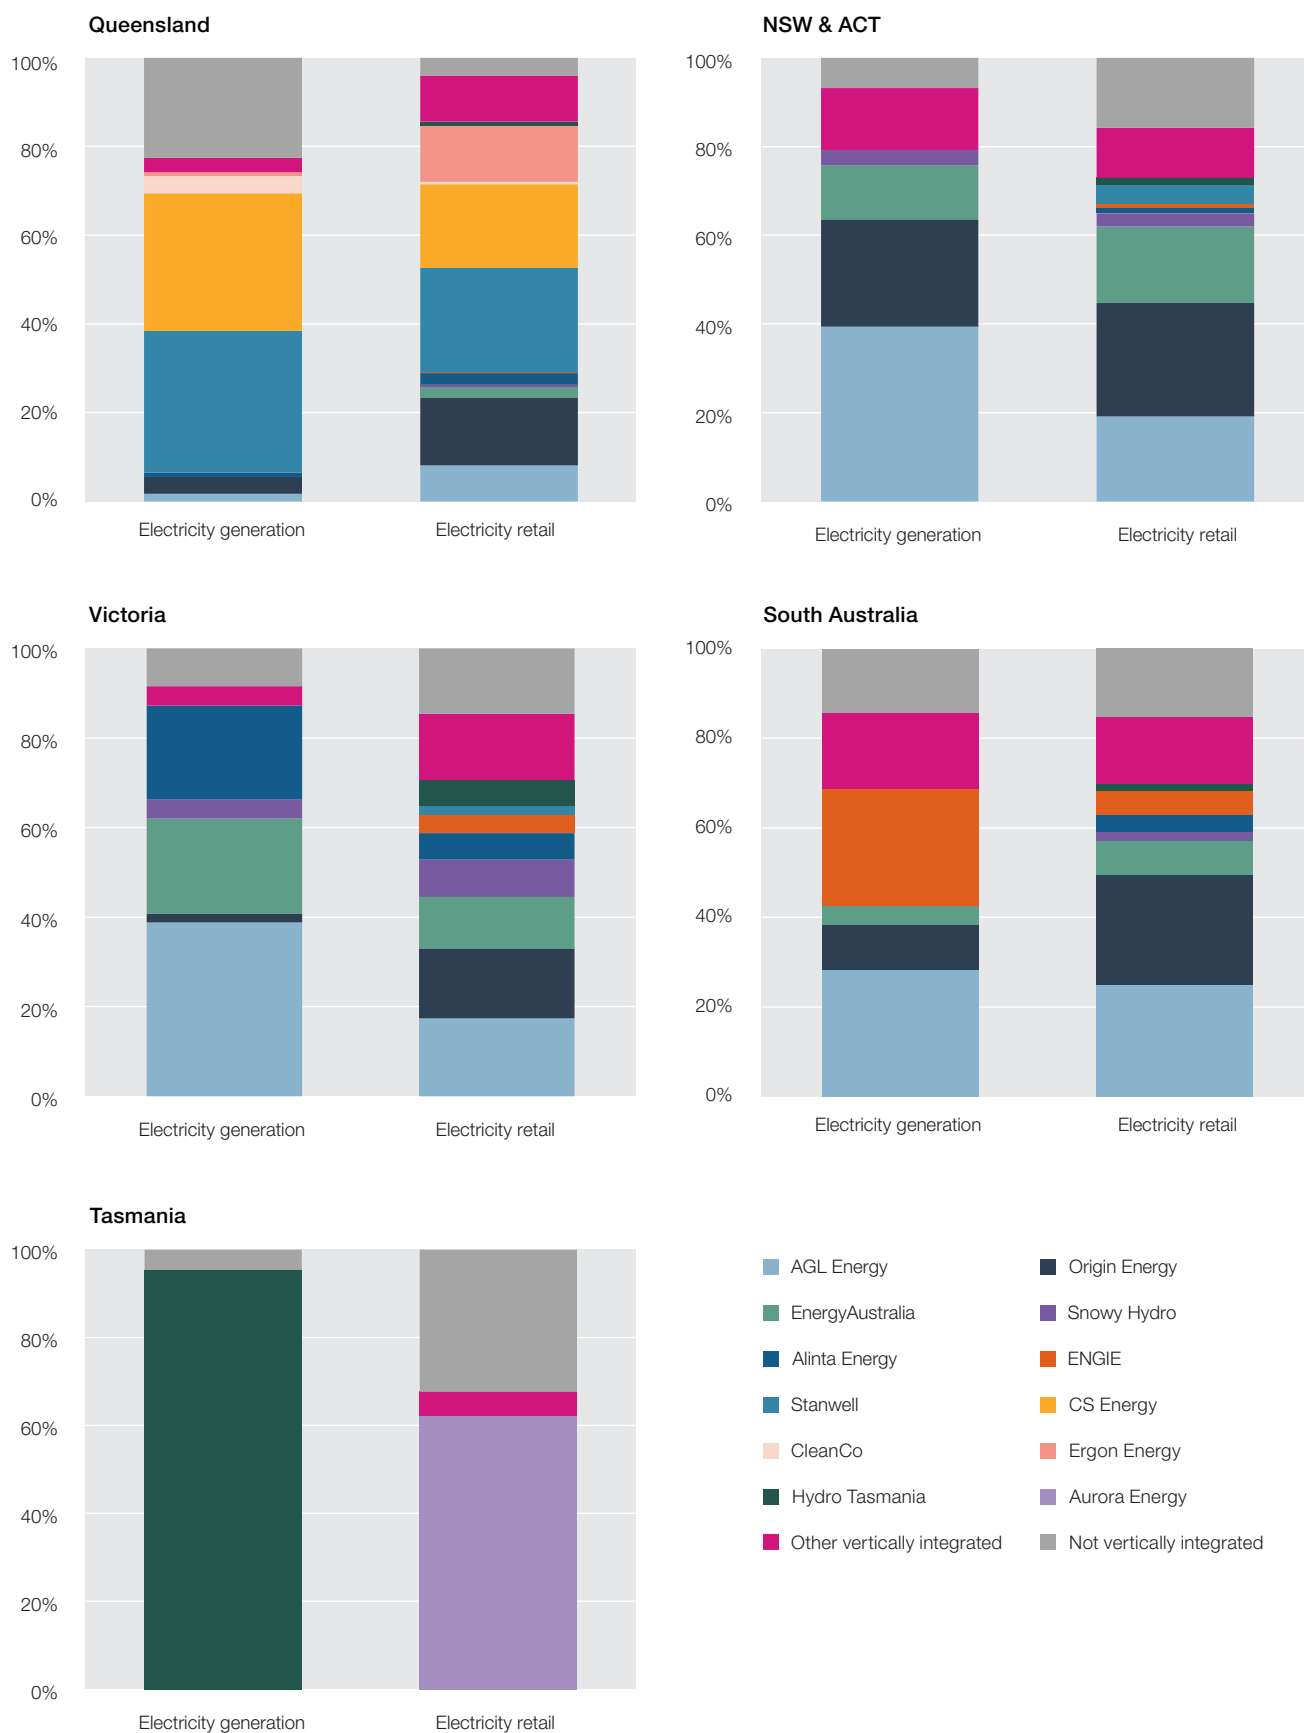 Queensland
100%
80%
60%
40%
20%
0%
Electricity generation
Electricity retail
NSW & ACT
100%
80%
60%
40%
20%
0%
Electricity generation
Electricity retail
Victoria
100%
80%
60%
40%
20%
0%
Electricity generation
Electricity retail
South Australia
100%
80%
60%
40%
20%
0%
Electricity generation
Electricity retail
Tasmania
100%
80%
60%
40%
20%
0%
Electricity generation
Electricity retail
AGL Energy
Origin Energy
EnergyAustralia
Snowy Hydro
Alinta Energy
ENGIE
Stanwell
CS Energy
CleanCo
Ergon Energy
Hydro Tasmania
Aurora Energy
Other vertically integrated
Not vertically integrated